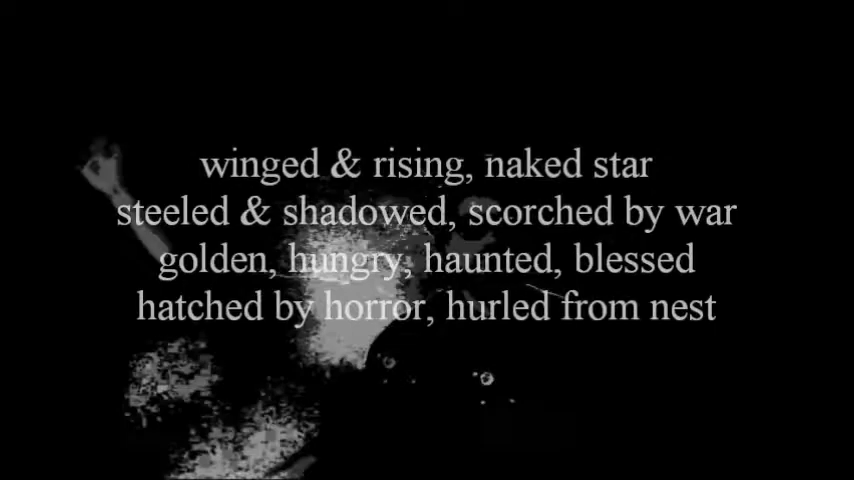 winged & rising, naked star
steeled & shadowed, scorched by war
golden, hungry, haunted, blessed
hatched by horror, hurled from nest